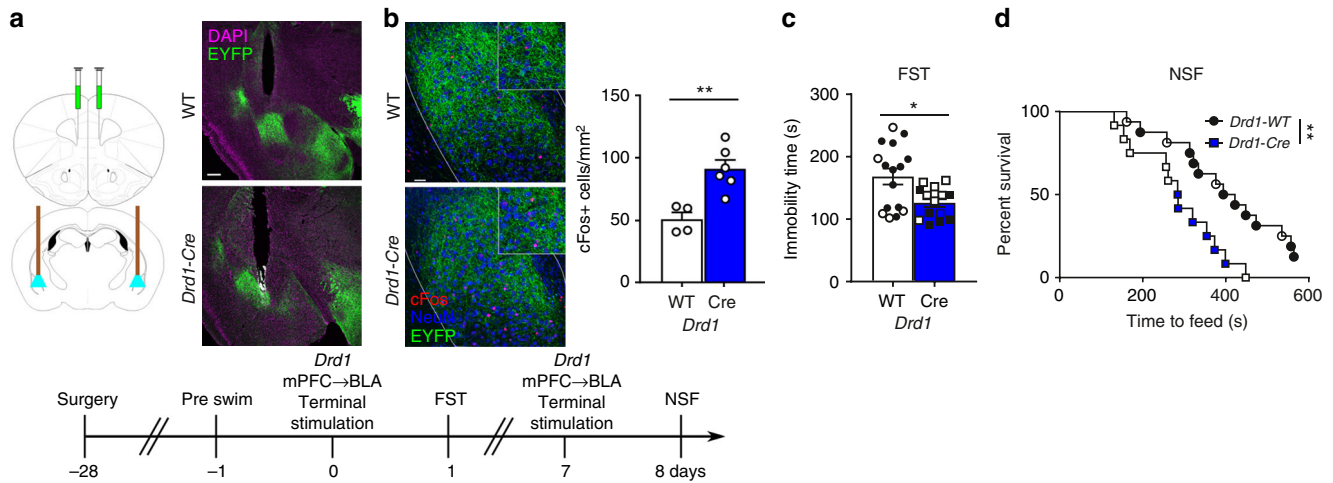 a
DAPI
EYFP
WT
Drd1-Cre
b
WT
Drd1-Cre
cFos
NeuN
EYFP
**
cFos+ cells/mm2
150
100
50
0
WT Cre
Drd1
c
FST
*
Immobility time (s)
300
200
100
0
WT Cre
Drd1
d
NSF
Drd1-WT
Drd1-Cre
**
Percent survival
100
50
0
0 200 400 600
Time to feed (s)
Surgery
Pre swim
Drd1
mPFC→BLA
Terminal
stimulation
FST
Drd1
mPFC→BLA
Terminal
stimulation
NSF
–28 –1 0 1 7 8 days